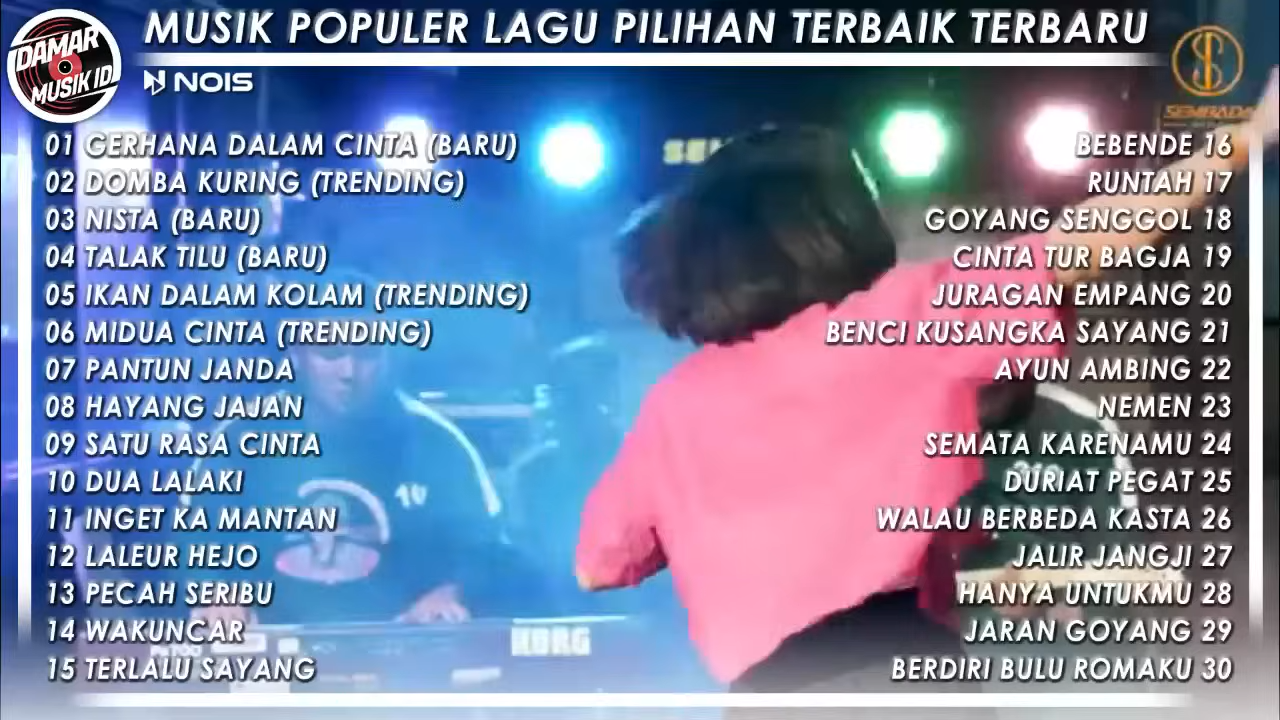 MUSIK POPULER LAGU PILIHAN TERBAIK TERBARU
DAMAR
MUSIK ID
NOIS
S
SEMBADA
01 GERHANA DALAM CINTA (BARU)
02 DOMBA KURING (TRENDING)
03 NISTA (BARU)
04 TALAK TILU (BARU)
05 IKAN DALAM KOLAM (TRENDING)
06 MIDUA CINTA (TRENDING)
07 PANTUN JANDA
08 HAYANG JAJAN
09 SATU RASA CINTA
10 DUA LALAKI
11 INGET KA MANTAN
12 LALEUR HEJO
13 PECAH SERIBU
14 WAKUNCAR
15 TERLALU SAYANG
BEBENDE 16
RUNTAH 17
GOYANG SENGGOL 18
CINTA TUR BAGJA 19
JURAGAN EMPANG 20
BENCI KUSANGKA SAYANG 21
AYUN AMBING 22
NEMEN 23
SEMATA KARENAMU 24
DURIAT PEGAT 25
WALAU BERBEDA KASTA 26
JALIR JANGJI 27
HANYA UNTUKMU 28
JARAN GOYANG 29
BERDIRI BULU ROMAKU 30
KORG